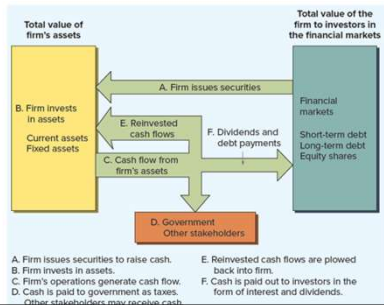 Total value of
firm's assets
Total value of the
firm to investors in
the financial markets
A. Firm issues securities
B. Firm invests
in assets
Current assets
Fixed assets
E. Reinvested
cash flows
F. Dividends and
debt payments
C. Cash flow from
firm's assets
Financial
markets
Short-term debt
Long-term debt
Equity shares
D. Government
Other stakeholders
A. Firm issues securities to raise cash.
B. Firm invests in assets.
C. Firm's operations generate cash flow.
D. Cash is paid to government as taxes.
Other stakeholders may receive cash.
E. Reinvested cash flows are plowed
back into firm.
F. Cash is paid out to investors in the
form of interest and dividends.